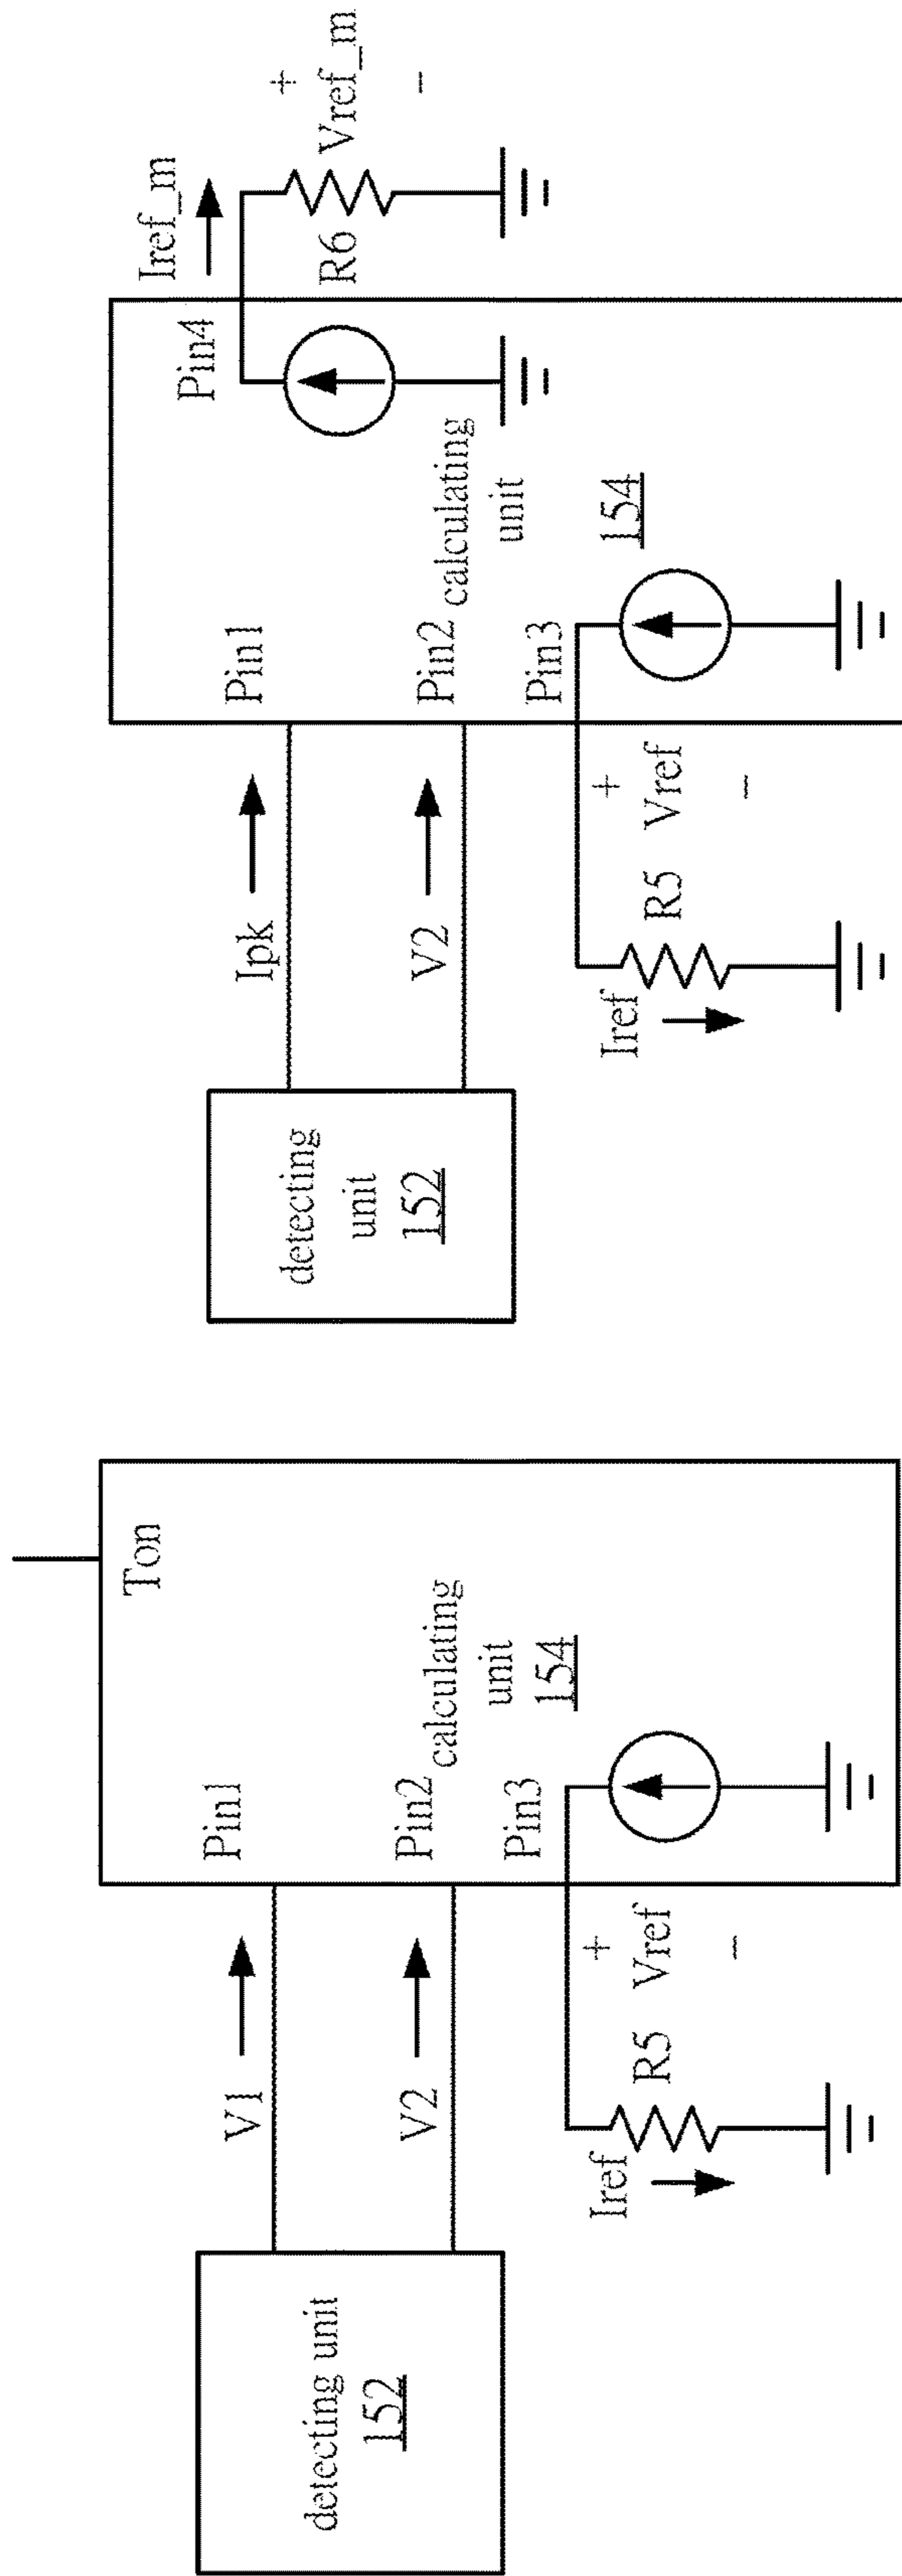 Ton
V1
Pin1
detecting unit
152
V2
Pin2
calculating
unit
154
Pin3
Iref
R5
+
Vref
−
Iref_m
Pin4
+
R6
Vref_m
−
Ipk
Pin1
detecting
unit
152
V2
Pin2
calculating
unit
154
Pin3
Iref
R5
+
Vref
−